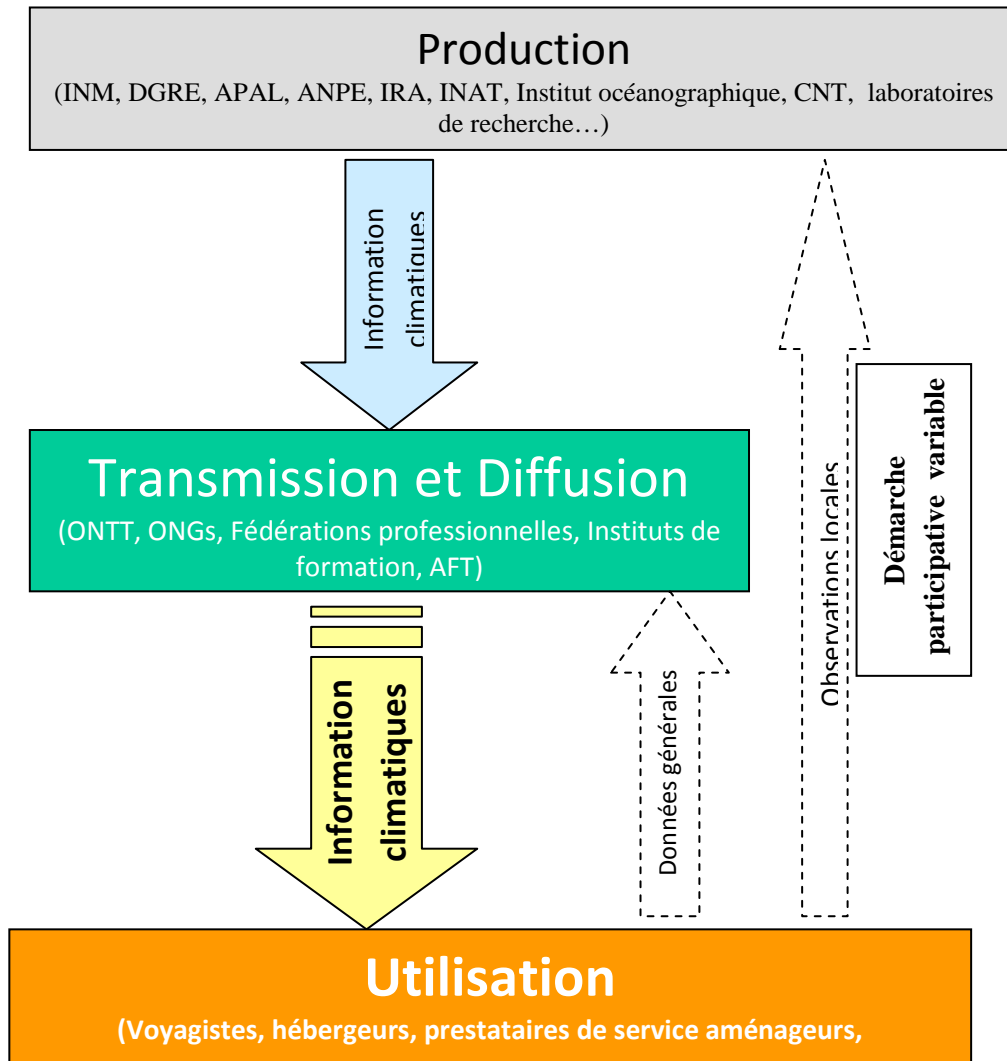 Production
(INM, DGRE, APAL, ANPE, IRA, INAT, Institut océanographique, CNT, laboratoires
de recherche…)
Information
climatiques
Transmission et Diffusion
(ONTT, ONGs, Fédérations professionnelles, Instituts de
formation, AFT)
Observations locales
Démarche
participative variable
Information
climatiques
Données générales
Utilisation
(Voyagistes, hébergeurs, prestataires de service aménageurs,